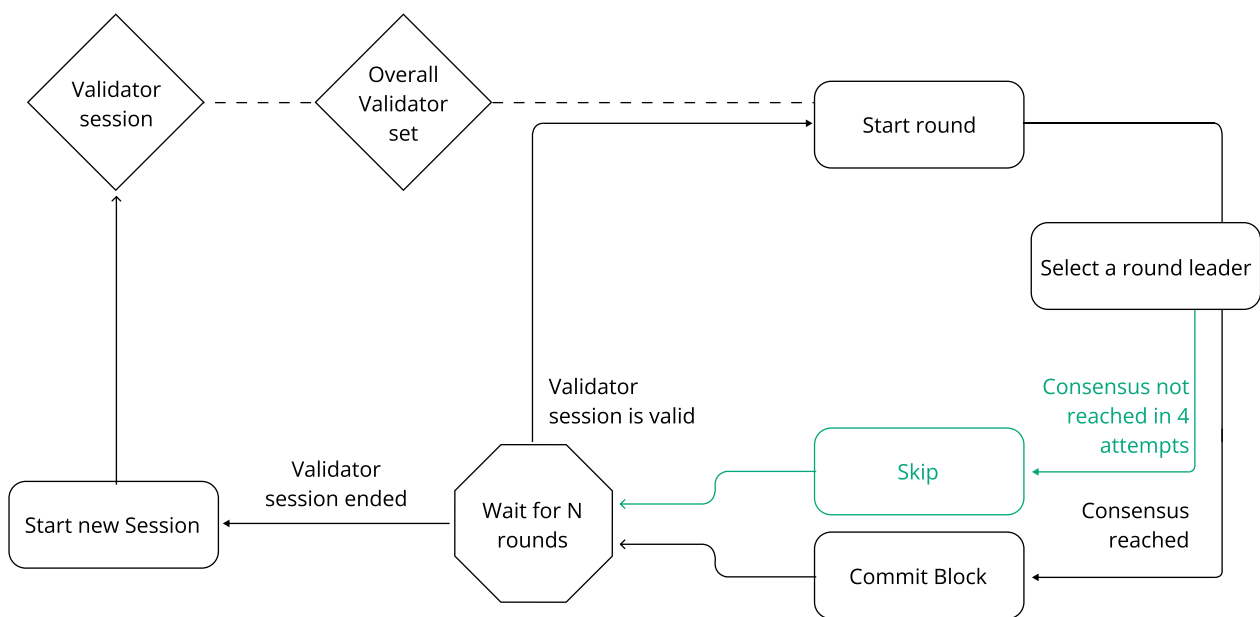 Validator
session
Overall
Validator
set
Start round
Select a round leader
Validator
session is valid
Consensus not
reached in 4
attempts
Skip
Validator
session ended
Wait for N
rounds
Start new Session
Consensus
reached
Commit Block